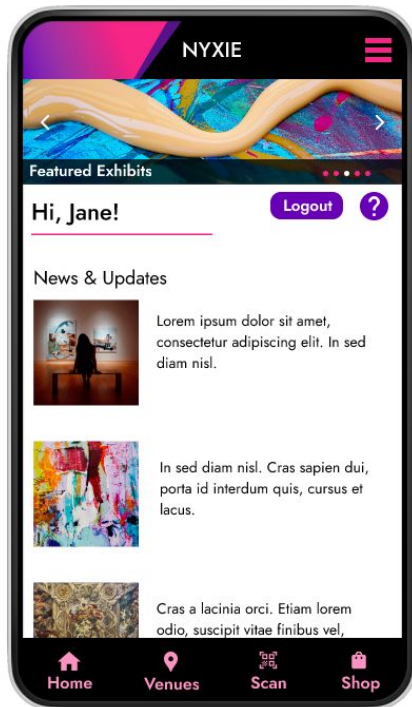 NYXIE
Featured Exhibits
Hi, Jane!
Logout
?
News & Updates
Lorem ipsum dolor sit amet,
consectetur adipiscing elit. In sed
diam nisl.
In sed diam nisl. Cras sapien dui,
porta id interdum quis, cursus et
lacus.
Cras a lacinia orci. Etiam lorem
odio, suscipit vitae finibus vel,
Home
Venues
Scan
Shop